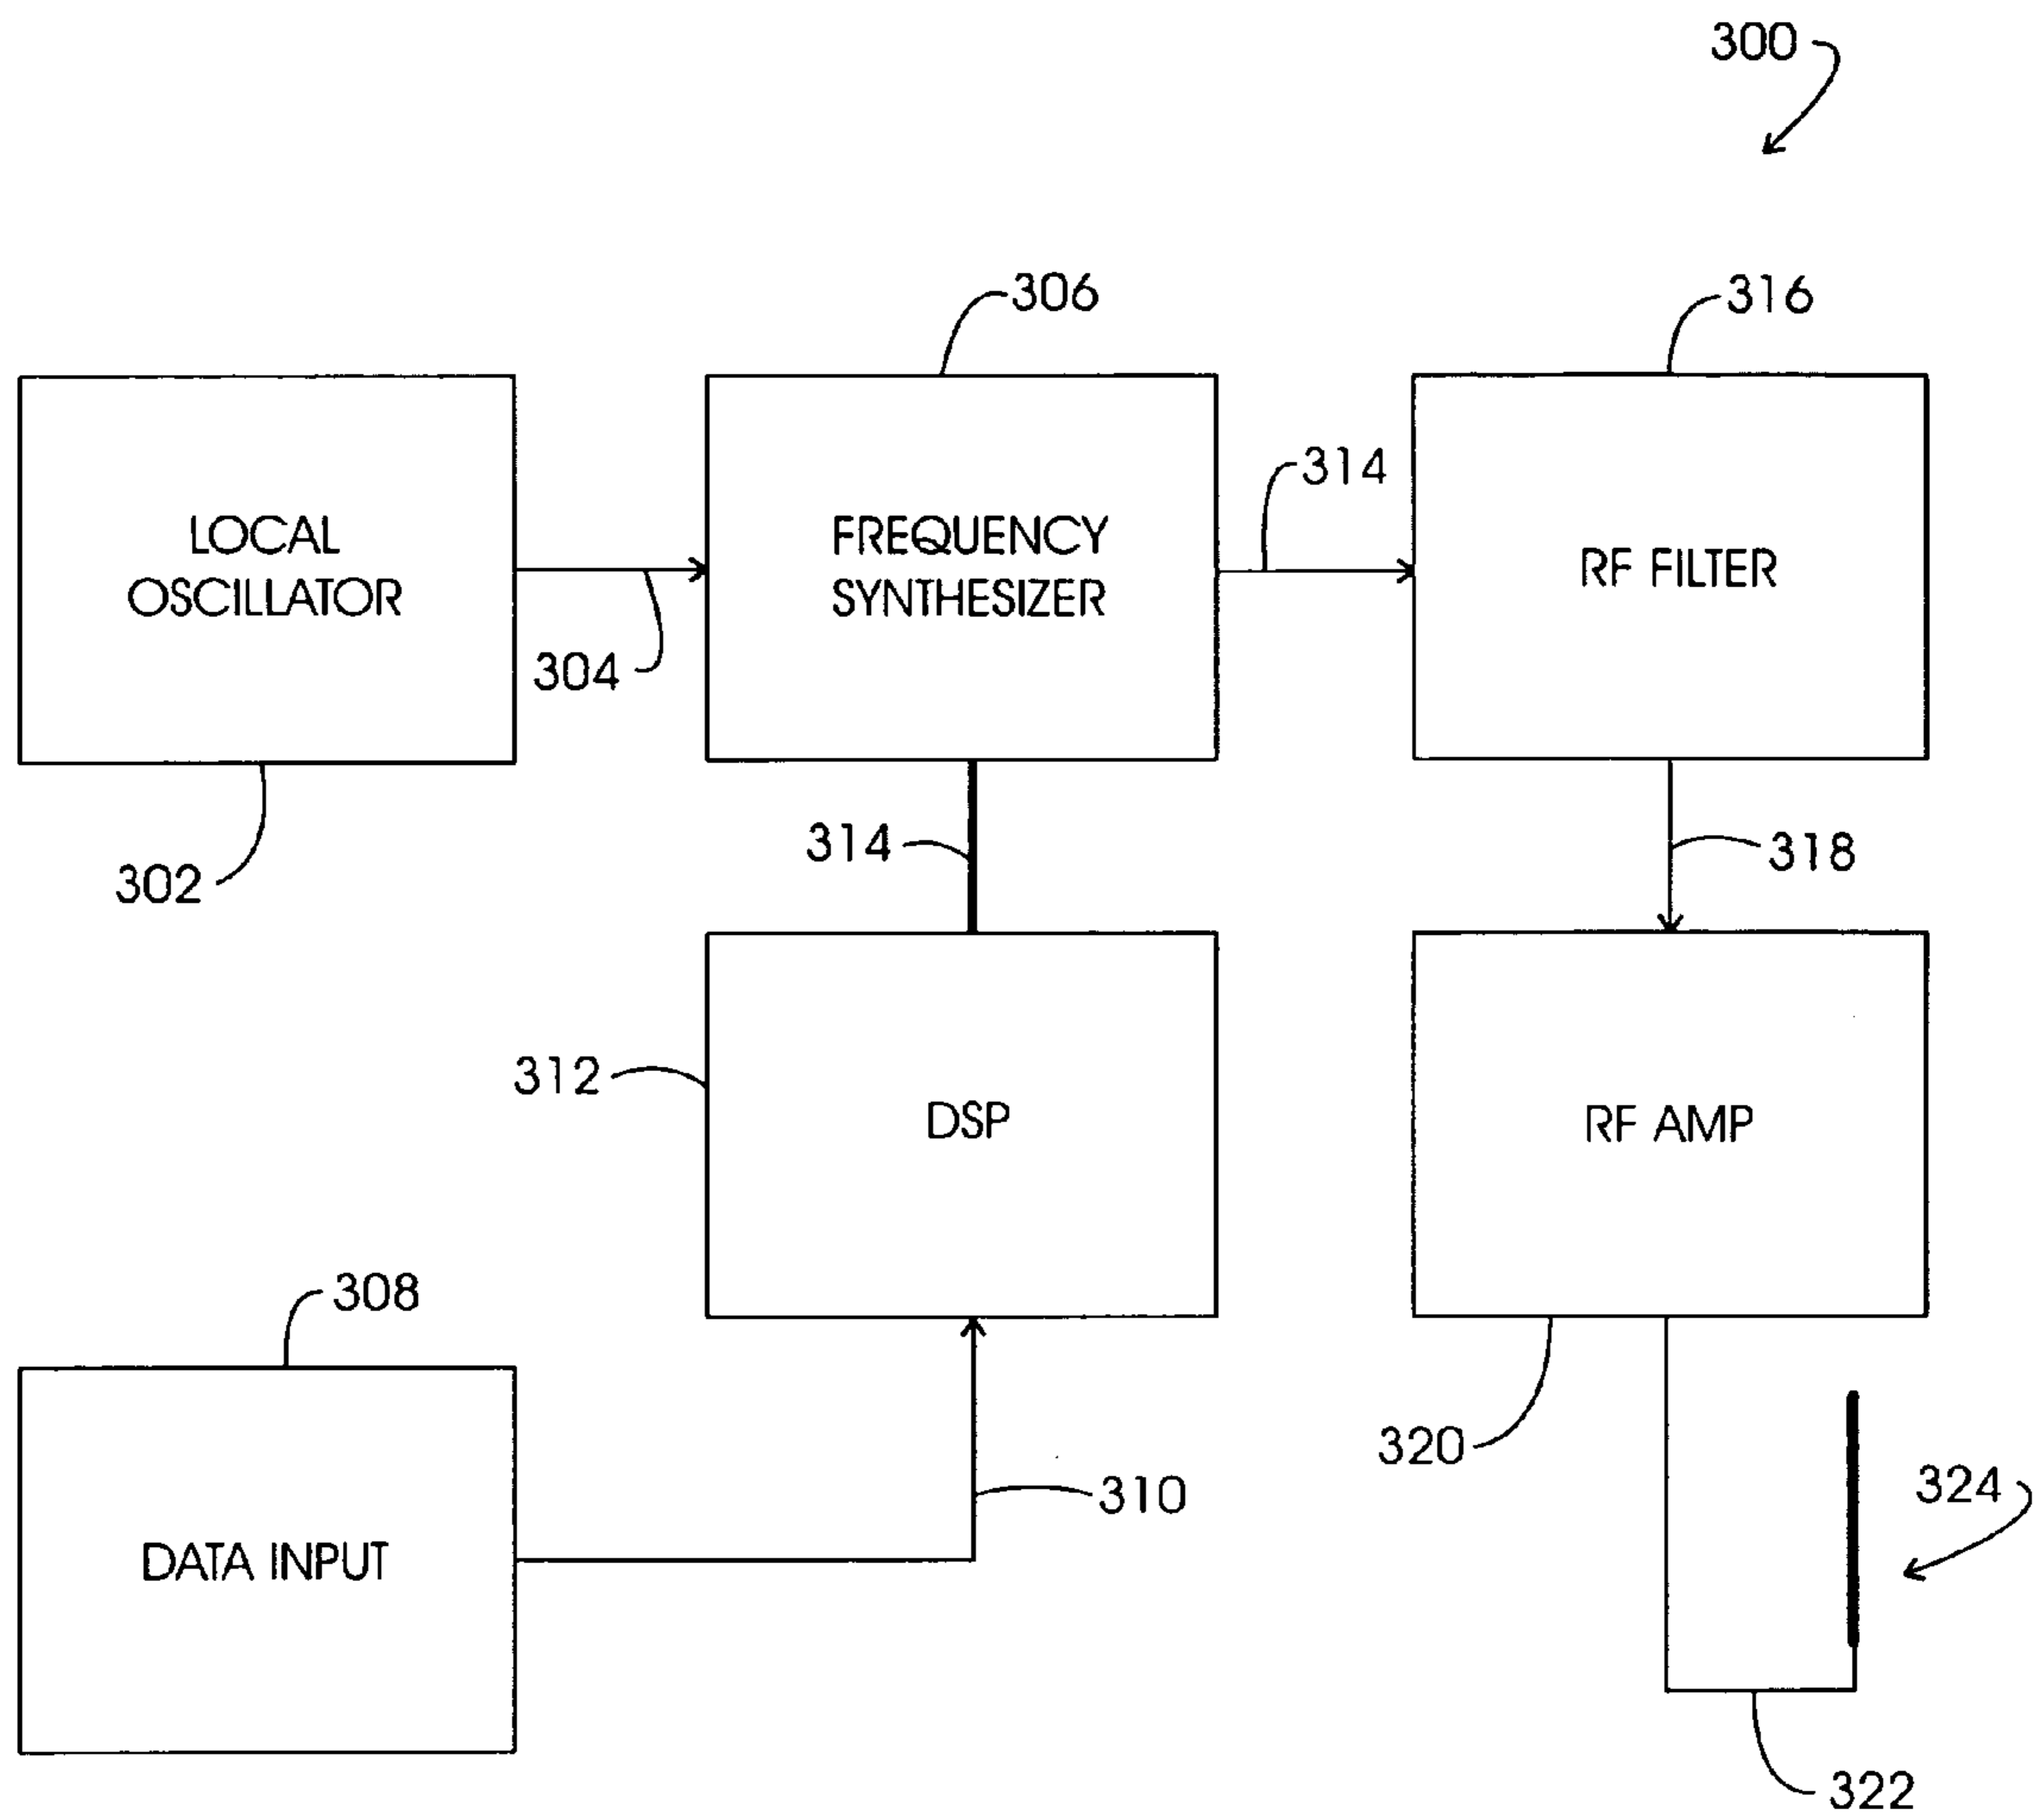 300
306
316
314
LOCAL
OSCILLATOR
FREQUENCY
SYNTHESIZER
RF FILTER
304
314
318
302
312
DSP
RF AMP
308
320
324
310
DATA INPUT
322